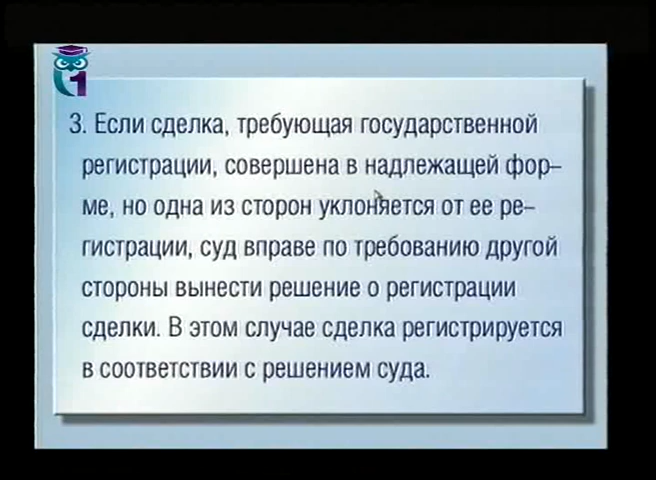 1
3. Если сделка, требующая государственной
регистрации, совершена в надлежащей фор–
ме, но одна из сторон уклоняется от ее ре–
гистрации, суд вправе по требованию другой
стороны вынести решение о регистрации
сделки. В этом случае сделка регистрируется
в соответствии с решением суда.